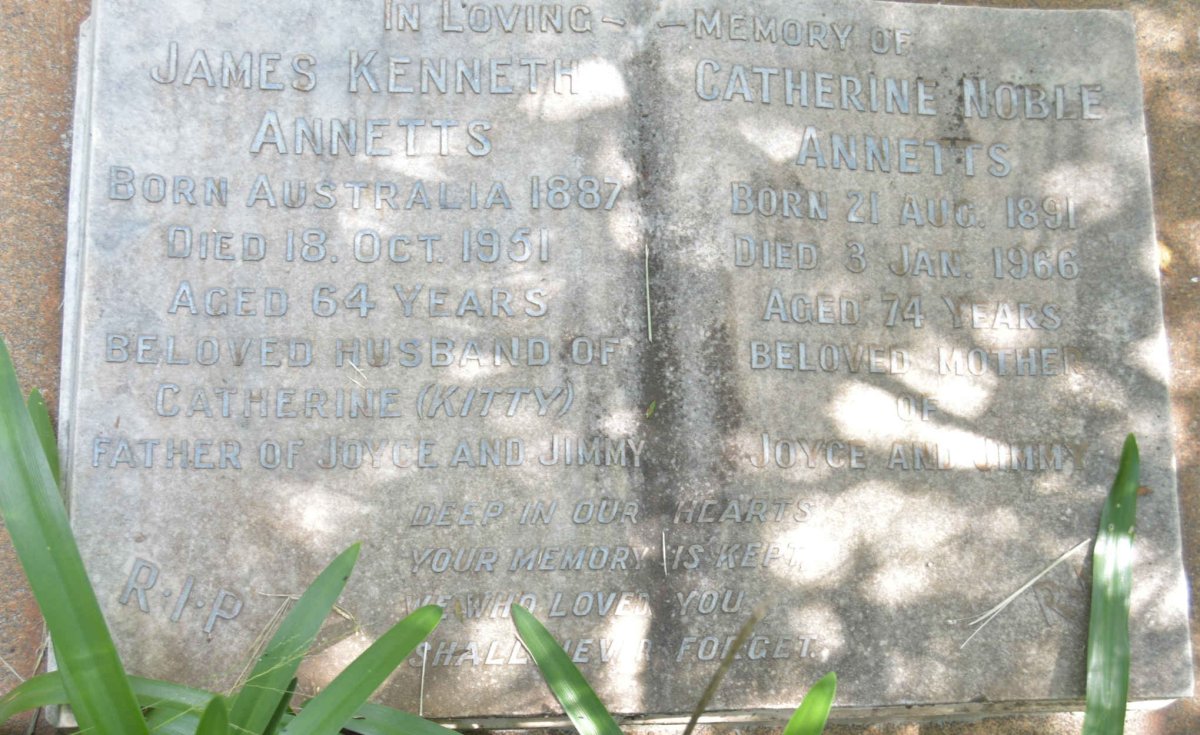 IN LOVING — — MEMORY OF
JAMES KENNETH
ANNETTS
BORN AUSTRALIA 1887
DIED 18. OCT. 1951
AGED 64 YEARS
BELOVED HUSBAND OF
CATHERINE (KITTY)
FATHER OF JOYCE AND JIMMY
CATHERINE NOBLE
ANNETTS
BORN 21 AUG. 1891
DIED 3 JAN. 1966
AGED 74 YEARS
BELOVED MOTHER
OF
JOYCE AND JIMMY
DEEP IN OUR HEARTS
YOUR MEMORY IS KEPT,
WE WHO LOVED YOU
SHALL NEVER FORGET.
R·I·P
R